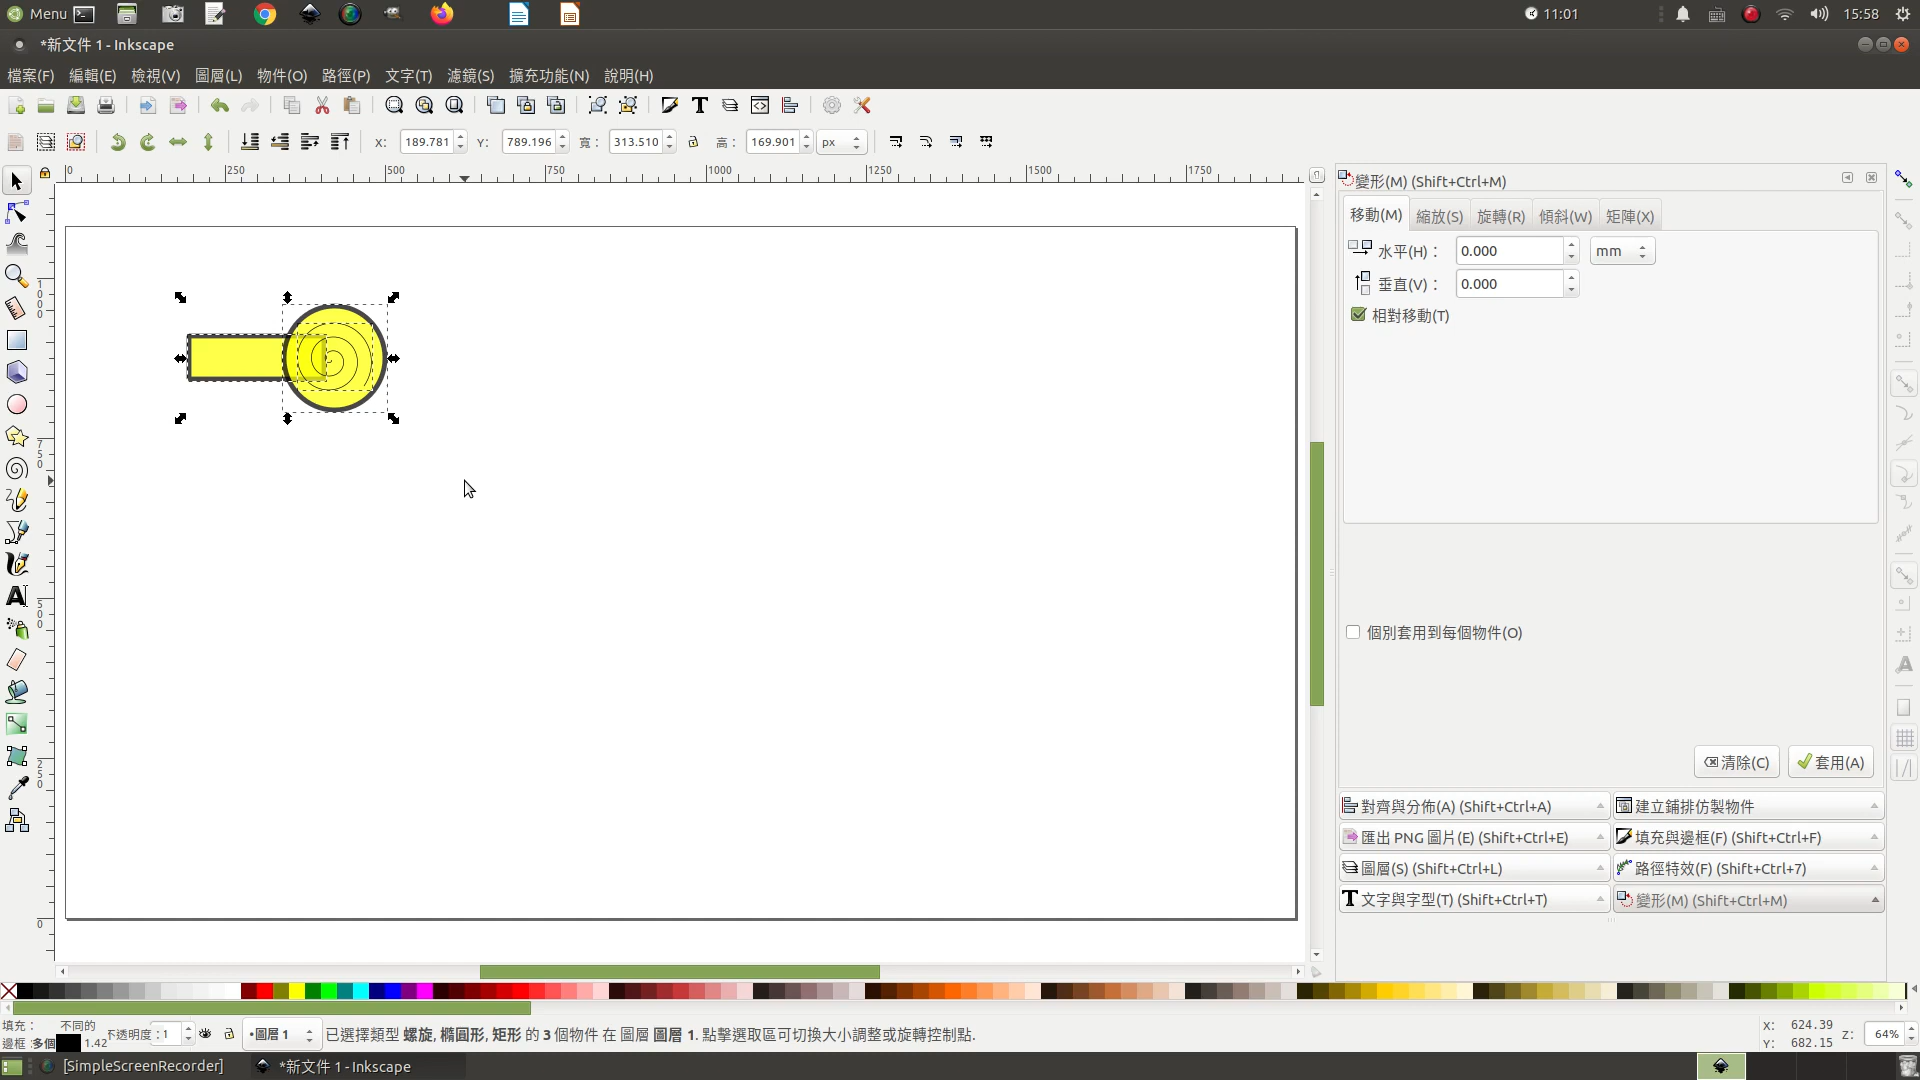 Menu
11:01
15:58
*新文件 1 - Inkscape
檔案(F) 編輯(E) 檢視(V) 圖層(L) 物件(O) 路徑(P) 文字(T) 濾鏡(S) 擴充功能(N) 說明(H)
X: 189.781 Y: 789.196 寬: 313.510 高: 169.901 px
0 250 500 750 1000 1250 1500 1750
1000
750
500
250
0
變形(M) (Shift+Ctrl+M)
移動(M) 縮放(S) 旋轉(R) 傾斜(W) 矩陣(X)
水平(H): 0.000 mm
垂直(V): 0.000
相對移動(T)
個別套用到每個物件(O)
清除(C) 套用(A)
對齊與分佈(A) (Shift+Ctrl+A) 建立鋪排仿製物件
匯出 PNG 圖片(E) (Shift+Ctrl+E) 填充與邊框(F) (Shift+Ctrl+F)
圖層(S) (Shift+Ctrl+L) 路徑特效(F) (Shift+Ctrl+7)
文字與字型(T) (Shift+Ctrl+T) 變形(M) (Shift+Ctrl+M)
填充: 不同的
邊框: 多個 1.42
不透明度: 1
•圖層 1
已選擇類型 螺旋, 橢圓形, 矩形 的 3 個物件 在 圖層 圖層 1. 點擊選取區可切換大小調整或旋轉控制點.
X: 624.39
Y: 682.15
Z: 64%
[SimpleScreenRecorder] *新文件 1 - Inkscape